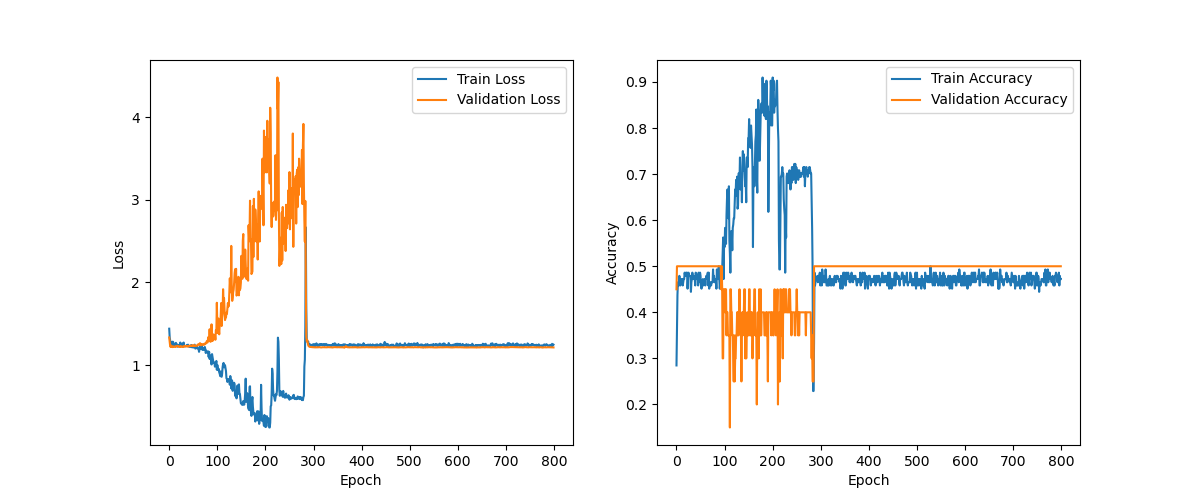 Train Loss
Validation Loss
4
3
2
1
Loss
0 100 200 300 400 500 600 700 800
Epoch
Train Accuracy
Validation Accuracy
0.9
0.8
0.7
0.6
0.5
0.4
0.3
0.2
Accuracy
0 100 200 300 400 500 600 700 800
Epoch